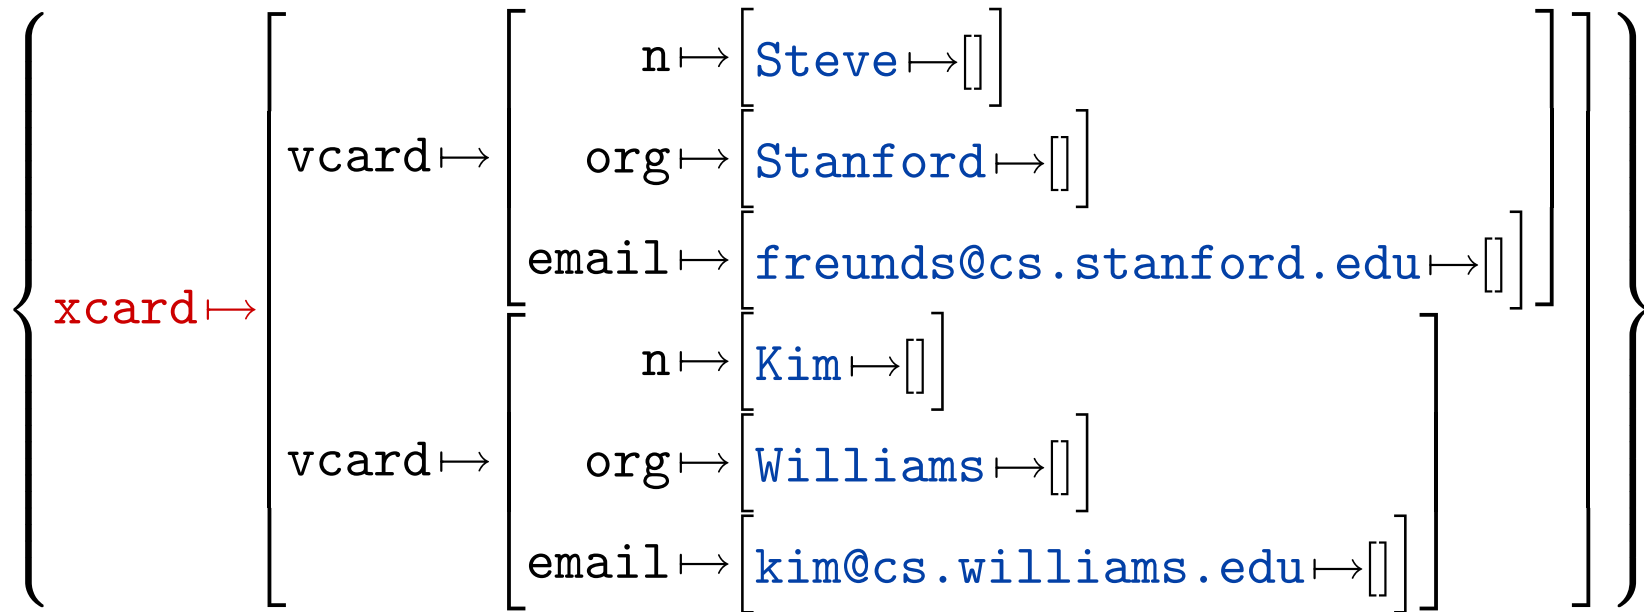 n ↦ [Steve ↦ []]
vcard ↦ org ↦ [Stanford ↦ []]
email ↦ [freunds@cs.stanford.edu ↦ []]
xcard ↦
n ↦ [Kim ↦ []]
vcard ↦ org ↦ [Williams ↦ []]
email ↦ [kim@cs.williams.edu ↦ []]